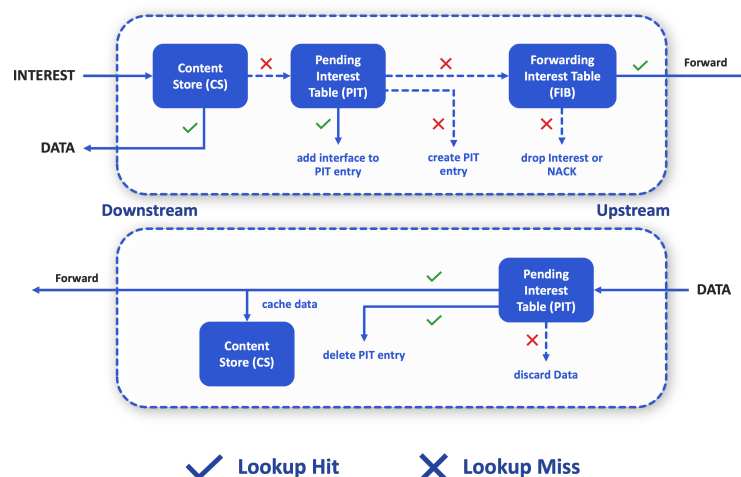 INTEREST
Content
Store (CS)
Pending
Interest
Table (PIT)
Forwarding
Interest Table
(FIB)
Forward
DATA
add interface to
PIT entry
create PIT
entry
drop Interest or
NACK
Downstream
Upstream
Forward
cache data
Content
Store (CS)
delete PIT entry
Pending
Interest
Table (PIT)
DATA
discard Data
Lookup Hit
Lookup Miss